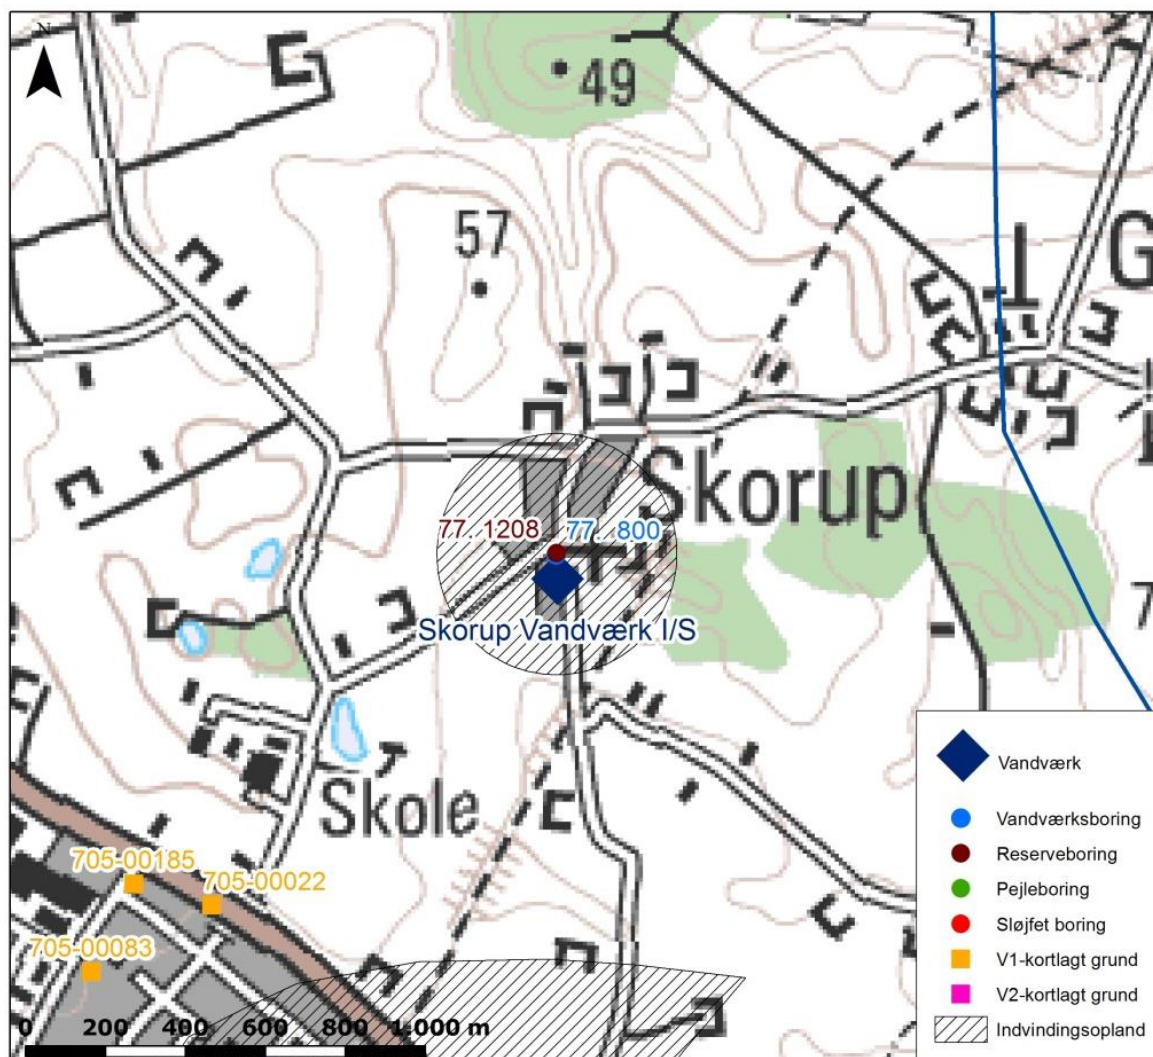 N
49
57
G
Skorup
77. 1208
77. 800
Skorup Vandværk I/S
7
Skole
705-00185
705-00022
705-00083
0 200 400 600 800 1.000 m
Vandværk
Vandværksboring
Reserveboring
Pejleboring
Sløjfet boring
V1-kortlagt grund
V2-kortlagt grund
Indvindingsopland